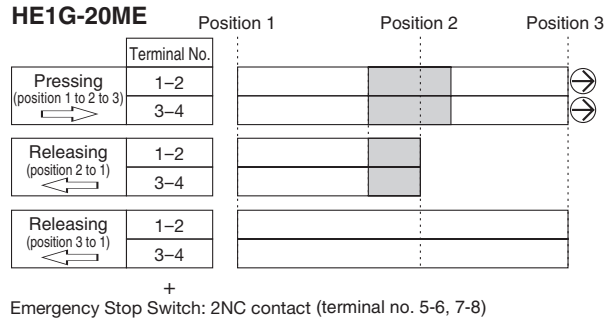 HE1G-20ME
Position 1 Position 2 Position 3
Terminal No.
Pressing
(position 1 to 2 to 3)
1–2
3–4
Releasing
(position 2 to 1)
1–2
3–4
Releasing
(position 3 to 1)
1–2
3–4
+
Emergency Stop Switch: 2NC contact (terminal no. 5-6, 7-8)